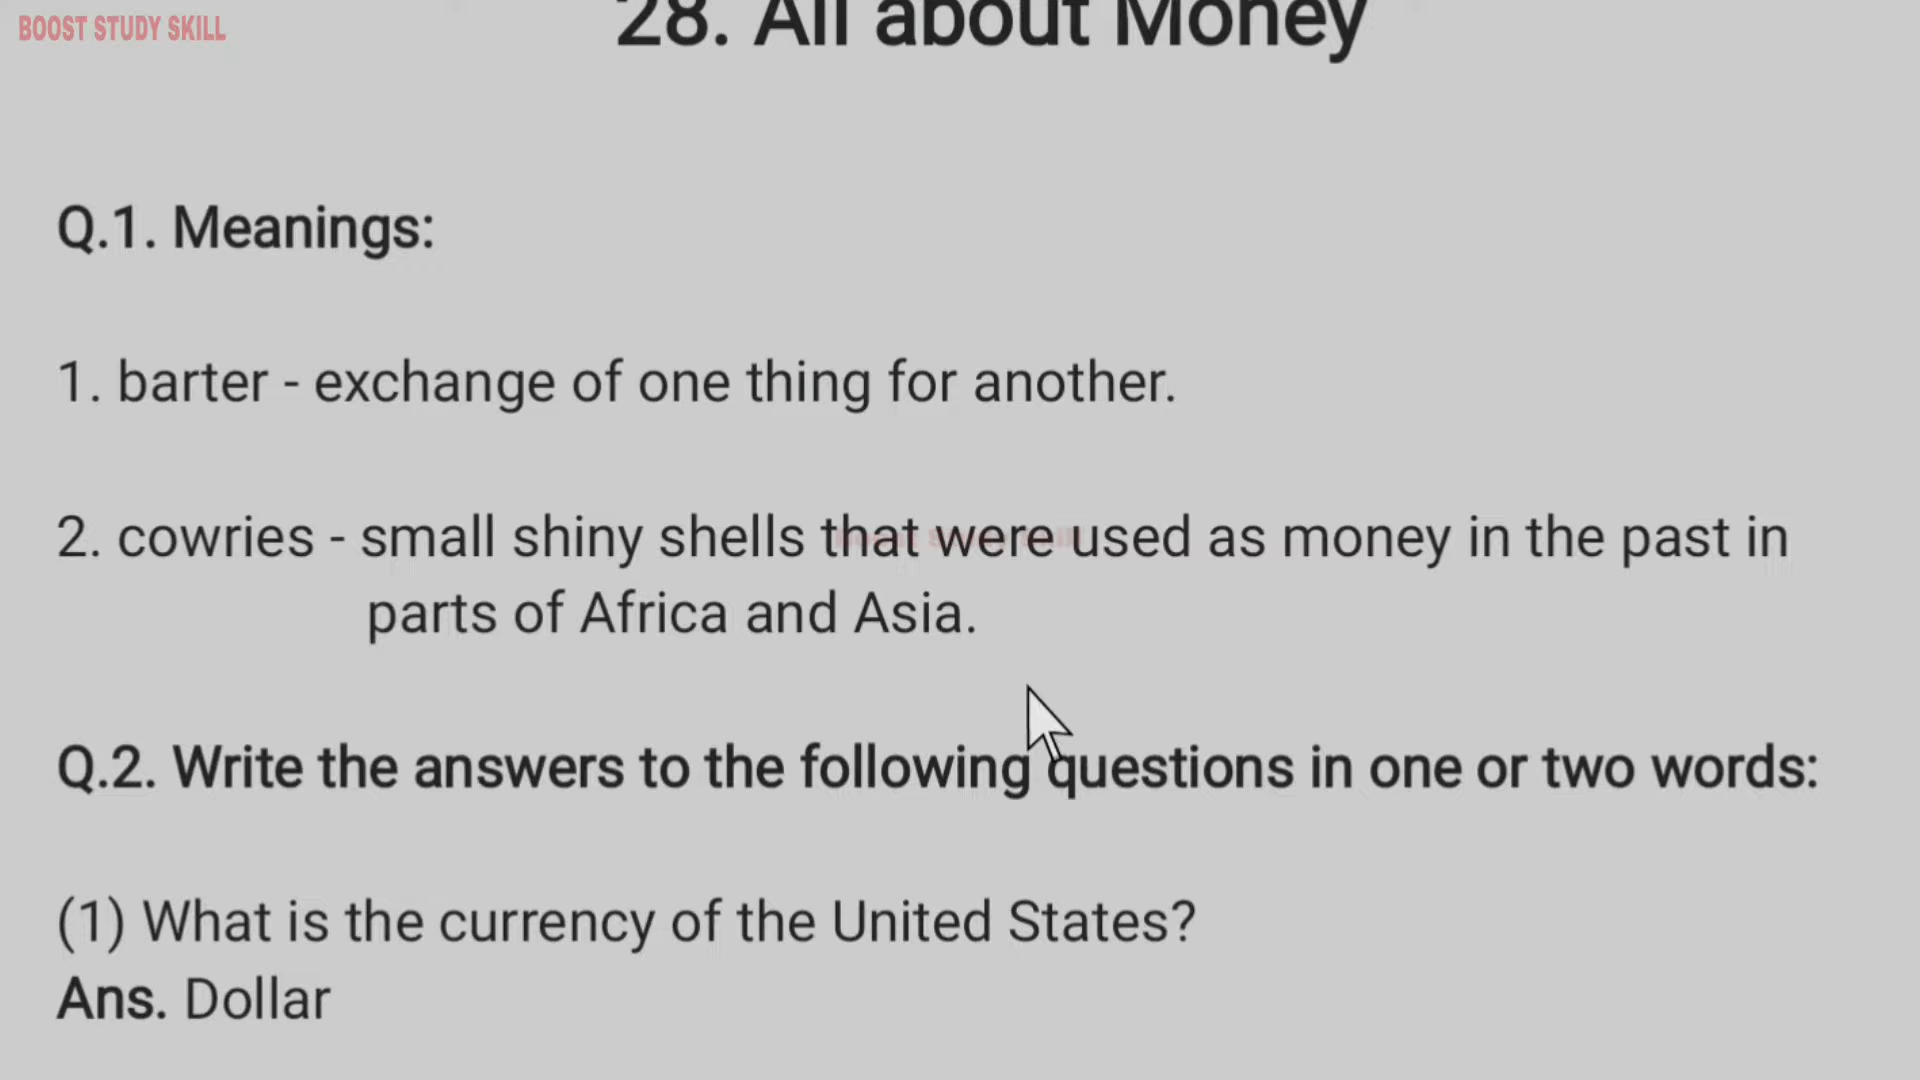 BOOST STUDY SKILL
28. All about Money
Q.1. Meanings:
1. barter - exchange of one thing for another.
2. cowries - small shiny shells that were used as money in the past in
parts of Africa and Asia.
Q.2. Write the answers to the following questions in one or two words:
(1) What is the currency of the United States?
Ans. Dollar